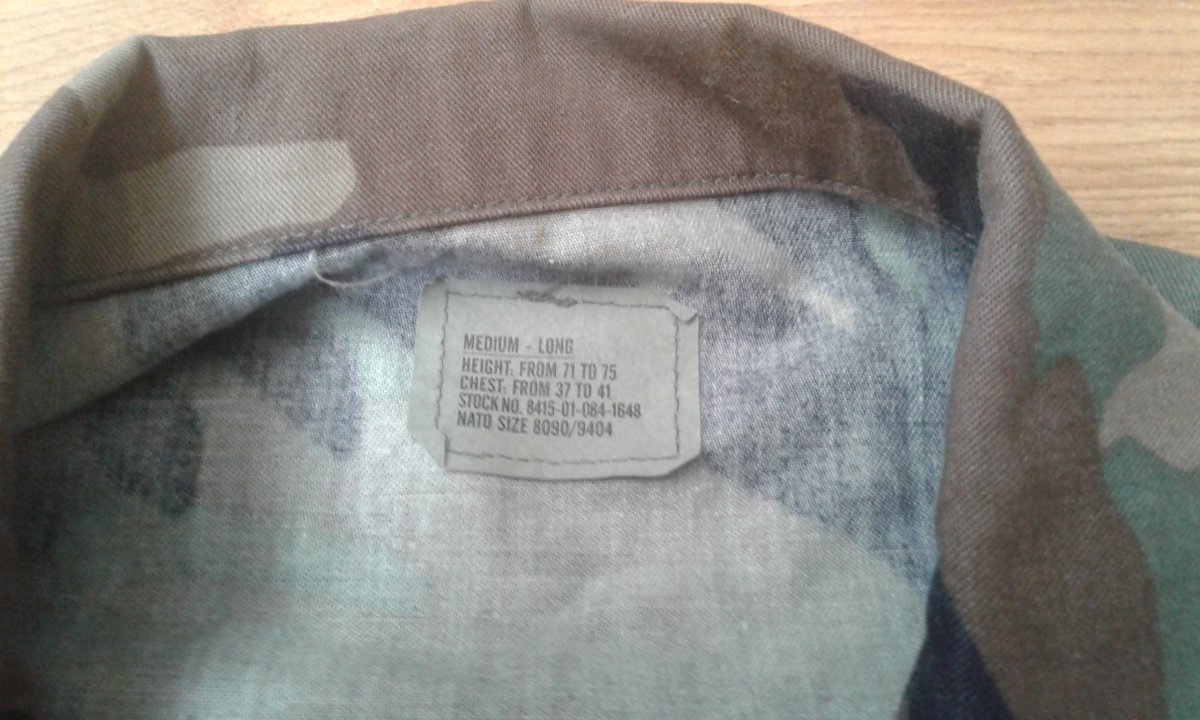 MEDIUM - LONG
HEIGHT: FROM 71 TO 75
CHEST: FROM 37 TO 41
STOCK NO. 8415-01-084-1648
NATO SIZE 8090/9404